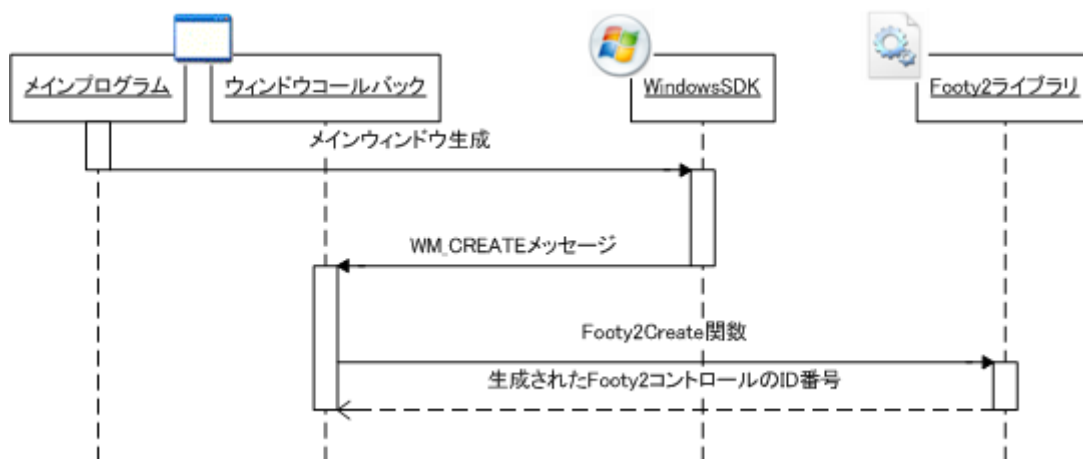 メインプログラム
ウィンドウコールバック
WindowsSDK
Footy2ライブラリ
メインウィンドウ生成
WM_CREATEメッセージ
Footy2Create関数
生成されたFooty2コントロールのID番号